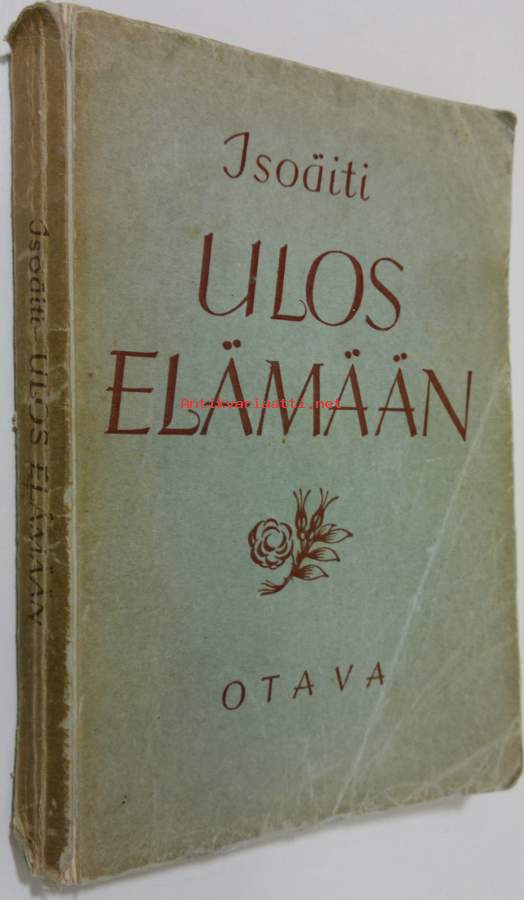 Isoäiti
ULOS
ELÄMÄÄN
Antikvariaatti.net
OTAVA
Isoäiti - ULOS ELÄMÄÄN